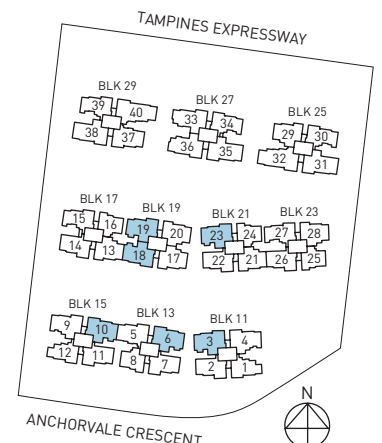 TAMPINES EXPRESSWAY
BLK 29
39 40
38 37
BLK 27
33 34
36 35
BLK 25
29 30
32 31
BLK 17
15 16
14 13
BLK 19
19 20
18 17
BLK 21
23 24
22 21
BLK 23
27 28
26 25
BLK 15
9 10
12 11
BLK 13
5 6
8 7
BLK 11
3 4
2 1
N
ANCHORVALE CRESCENT